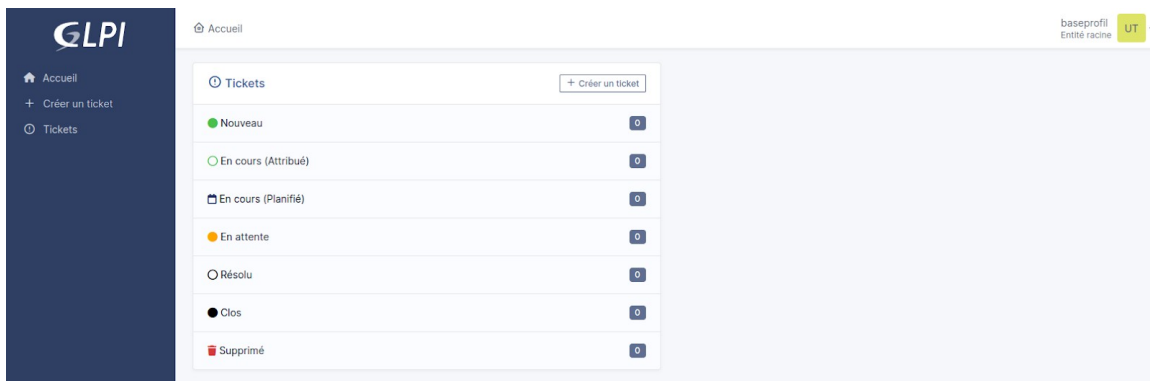 GLPI
Accueil
Créer un ticket
Tickets
Accueil
baseprofil
Entité racine
UT
Tickets
+ Créer un ticket
Nouveau 0
En cours (Attribué) 0
En cours (Planifié) 0
En attente 0
Résolu 0
Clos 0
Supprimé 0